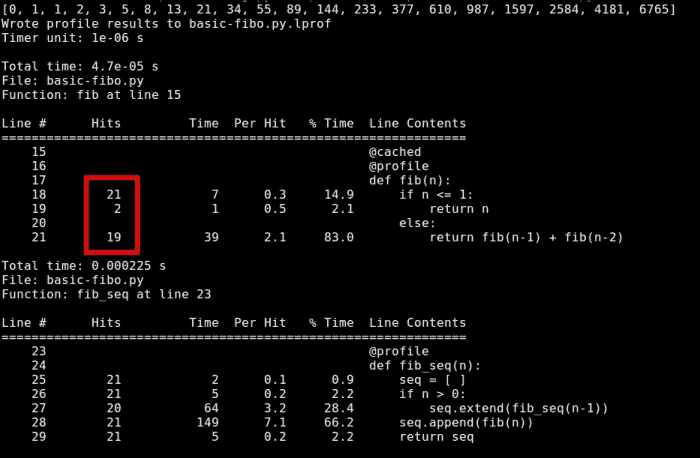 [0, 1, 1, 2, 3, 5, 8, 13, 21, 34, 55, 89, 144, 233, 377, 610, 987, 1597, 2584, 4181, 6765]
Wrote profile results to basic-fibo.py.lprof
Timer unit: 1e-06 s
Total time: 4.7e-05 s
File: basic-fibo.py
Function: fib at line 15
Line # Hits Time Per Hit % Time Line Contents
==============================================================
15 @cached
16 @profile
17 def fib(n):
18 21 7 0.3 14.9 if n <= 1:
19 2 1 0.5 2.1 return n
20 else:
21 19 39 2.1 83.0 return fib(n-1) + fib(n-2)
Total time: 0.000225 s
File: basic-fibo.py
Function: fib_seq at line 23
Line # Hits Time Per Hit % Time Line Contents
==============================================================
23 @profile
24 def fib_seq(n):
25 21 2 0.1 0.9 seq = [ ]
26 21 5 0.2 2.2 if n > 0:
27 20 64 3.2 28.4 seq.extend(fib_seq(n-1))
28 21 149 7.1 66.2 seq.append(fib(n))
29 21 5 0.2 2.2 return seq